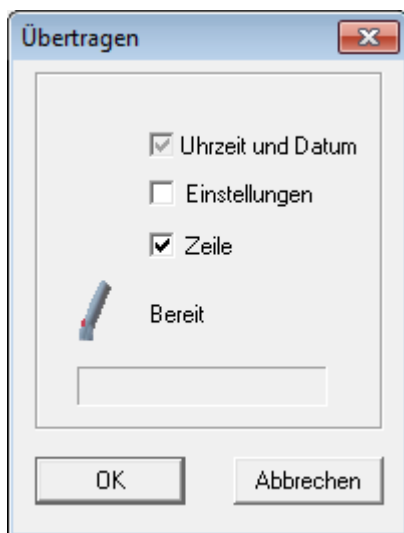 Übertragen
Uhrzeit und Datum
Einstellungen
Zeile
Bereit
OK
Abbrechen